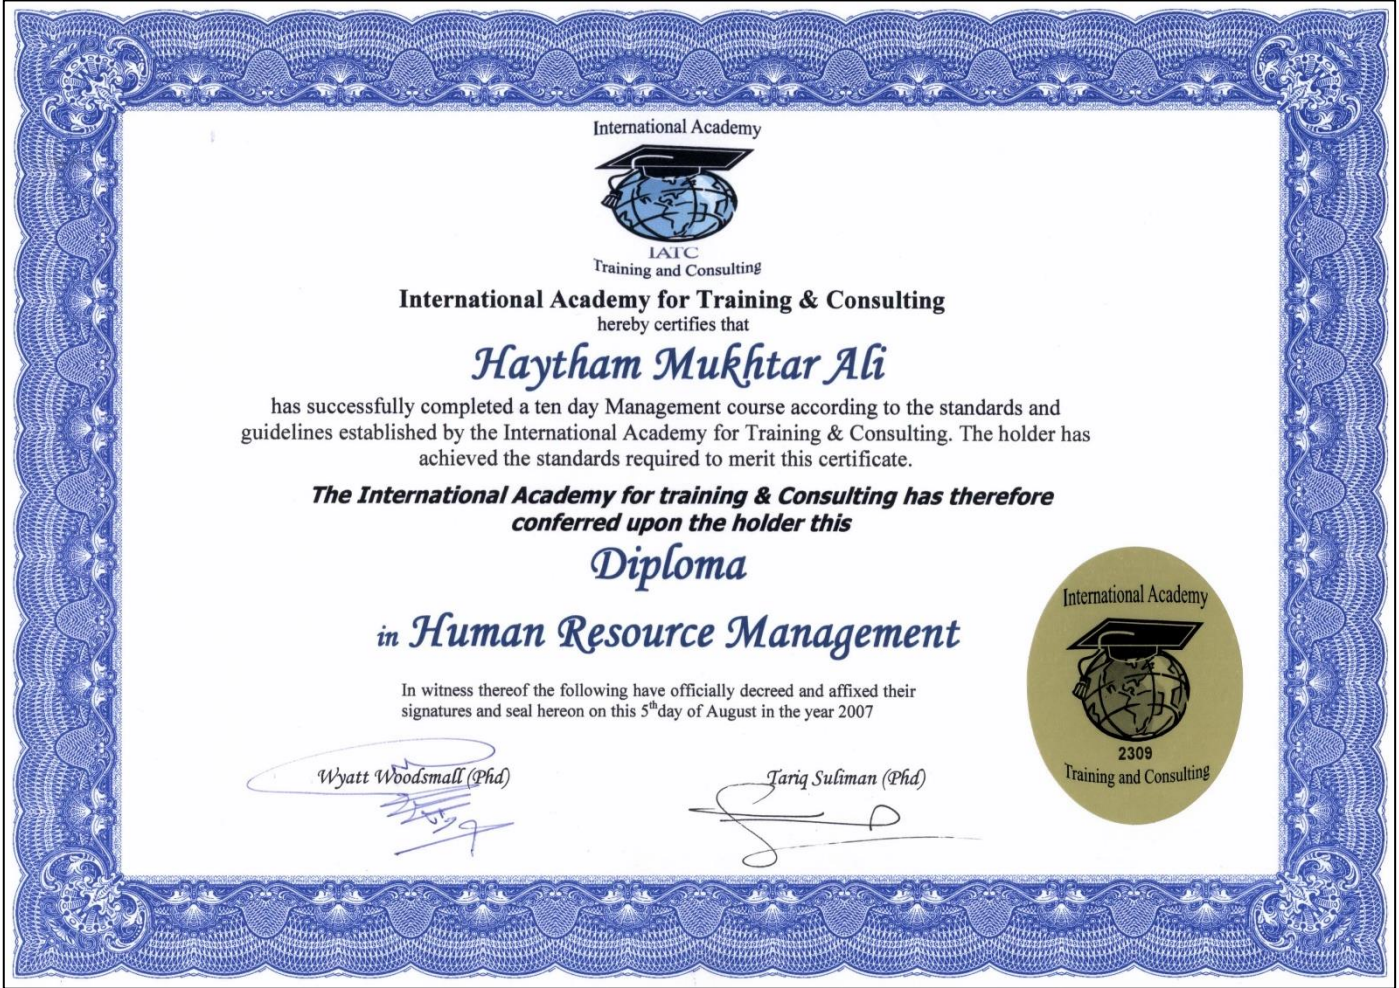 International Academy
IATC
Training and Consulting
International Academy for Training & Consulting
hereby certifies that
Haytham Mukhtar Ali
has successfully completed a ten day Management course according to the standards and
guidelines established by the International Academy for Training & Consulting. The holder has
achieved the standards required to merit this certificate.
The International Academy for training & Consulting has therefore
conferred upon the holder this
Diploma
in Human Resource Management
In witness thereof the following have officially decreed and affixed their
signatures and seal hereon on this 5thday of August in the year 2007
Wyatt Woodsmall (Phd)
Tariq Suliman (Phd)
International Academy
2309
Training and Consulting